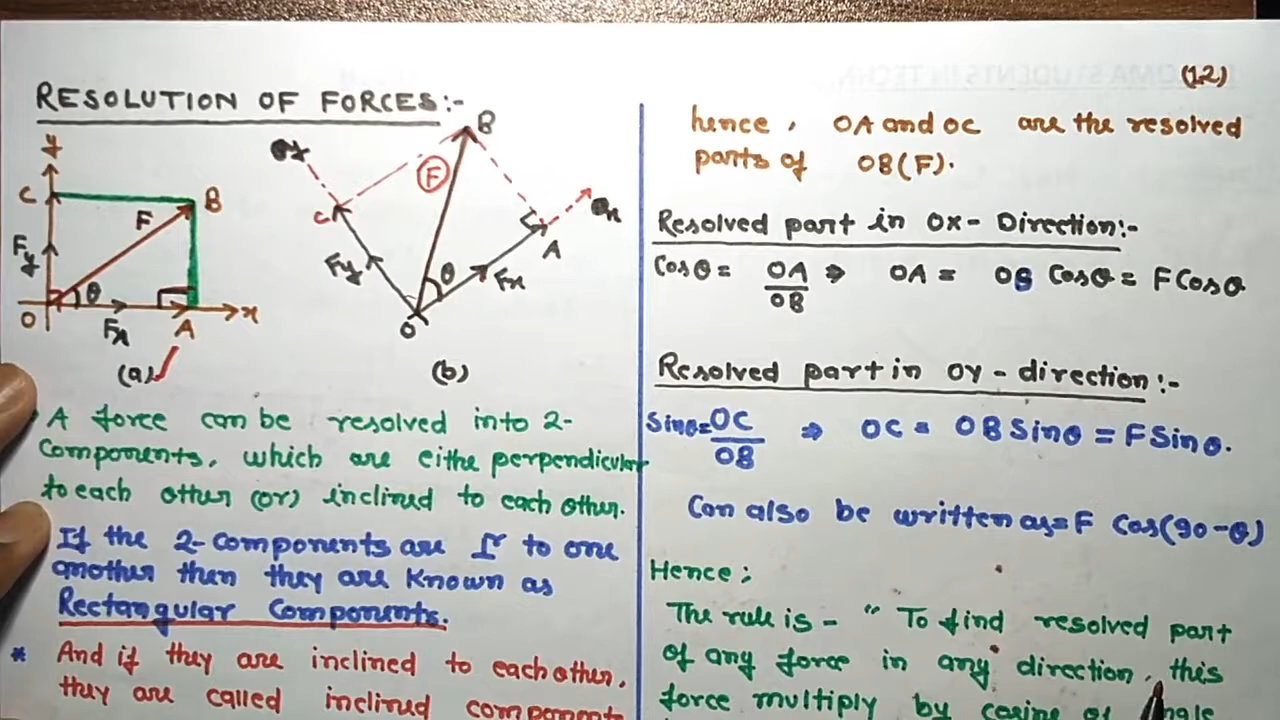 (12)
RESOLUTION OF FORCES:-
y
C
B
F
Fy
θ
O
Fx
A
x
(a)
B
F
C
A
Fy
θ
Fx
O
(b)
A force can be resolved into 2-
Components, which are eithe perpendicular
to each other (or) inclined to each other.
If the 2-components are to one
another then they are known as
Rectangular Components.
* And if they are inclined to each other,
they are called inclined component
hence, OA and OC are the resolved
parts of OB(F).
Resolved part in OX- Direction:-
Cosθ= OA/OB ⇒ OA = OB Cosθ = F Cosθ
Resolved part in OY - direction:-
Sinθ= OC/OB ⇒ OC = OB Sinθ = F Sinθ.
Can also be written as= F Cos(90-θ)
Hence;
The rule is - " To find resolved part
of any force in any direction, this
force multiply by cosine of